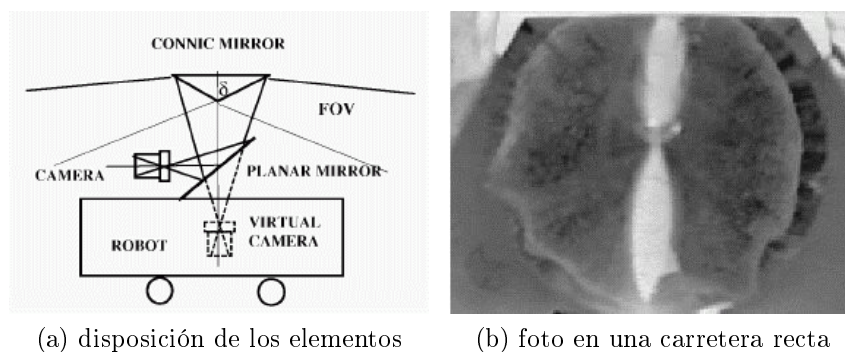 CONNIC MIRROR
δ
FOV
CAMERA
PLANAR MIRROR
VIRTUAL
CAMERA
ROBOT
(a) disposición de los elementos
(b) foto en una carretera recta